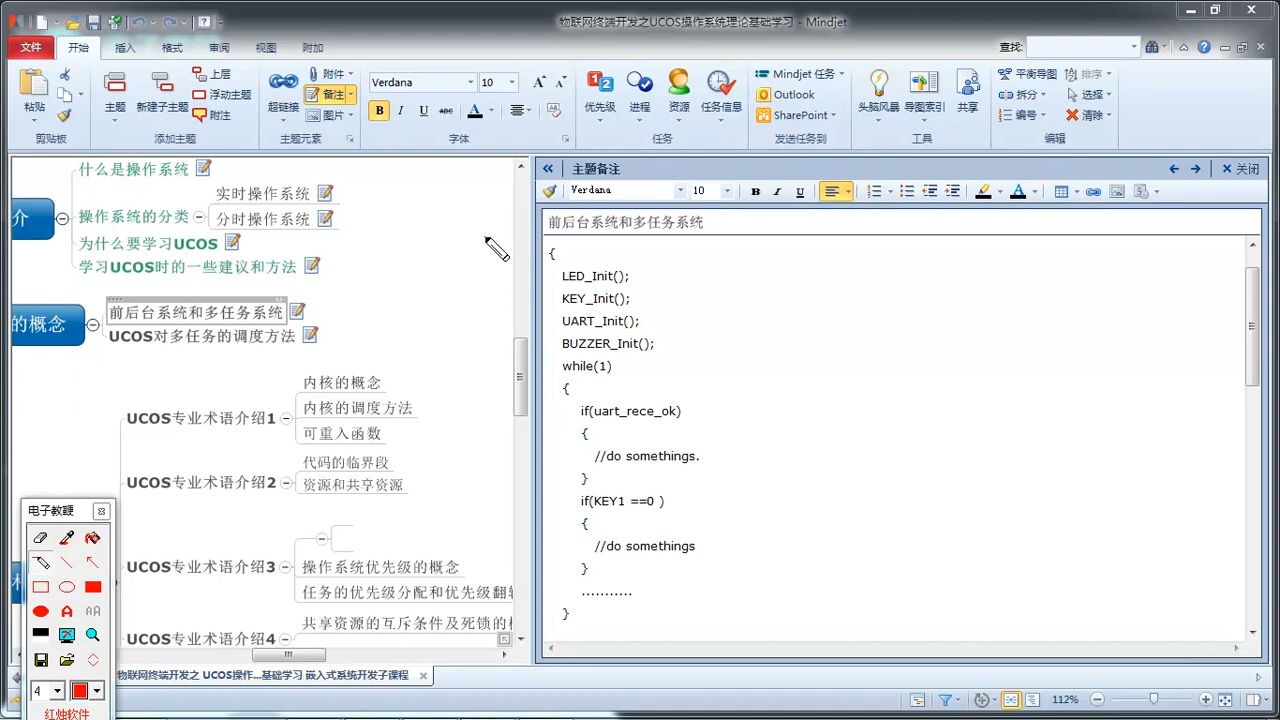 物联网终端开发之UCOS操作系统理论基础学习 - Mindjet
文件 开始 插入 格式 审阅 视图 附加 查找:
粘贴 主题 新建子主题 上层 浮动主题 附注 超链接 附件 备注 图片 Verdana 10 B I U abc A 优先级 进程 资源 任务信息 Mindjet 任务 Outlook SharePoint 头脑风暴 导图索引 共享 平衡导图 排序 拆分 选择 编号 清除
剪贴板 添加主题 主题元素 字体 任务 发送任务到 工具 编辑
什么是操作系统
实时操作系统
操作系统的分类
分时操作系统
介
为什么要学习UCOS
学习UCOS时的一些建议和方法
前后台系统和多任务系统
的概念
UCOS对多任务的调度方法
内核的概念
内核的调度方法
UCOS专业术语介绍1
可重入函数
代码的临界段
UCOS专业术语介绍2
资源和共享资源
UCOS专业术语介绍3
操作系统优先级的概念
任务的优先级分配和优先级翻转
共享资源的互斥条件及死锁的
UCOS专业术语介绍4
电子教鞭
4
红烛软件
主题备注 关闭
Verdana 10 B I U A
前后台系统和多任务系统
{
LED_Init();
KEY_Init();
UART_Init();
BUZZER_Init();
while(1)
{
if(uart_rece_ok)
{
//do somethings.
}
if(KEY1 ==0 )
{
//do somethings
}
...........
}
物联网终端开发之 UCOS操作...基础学习 嵌入式系统开发子课程
112%